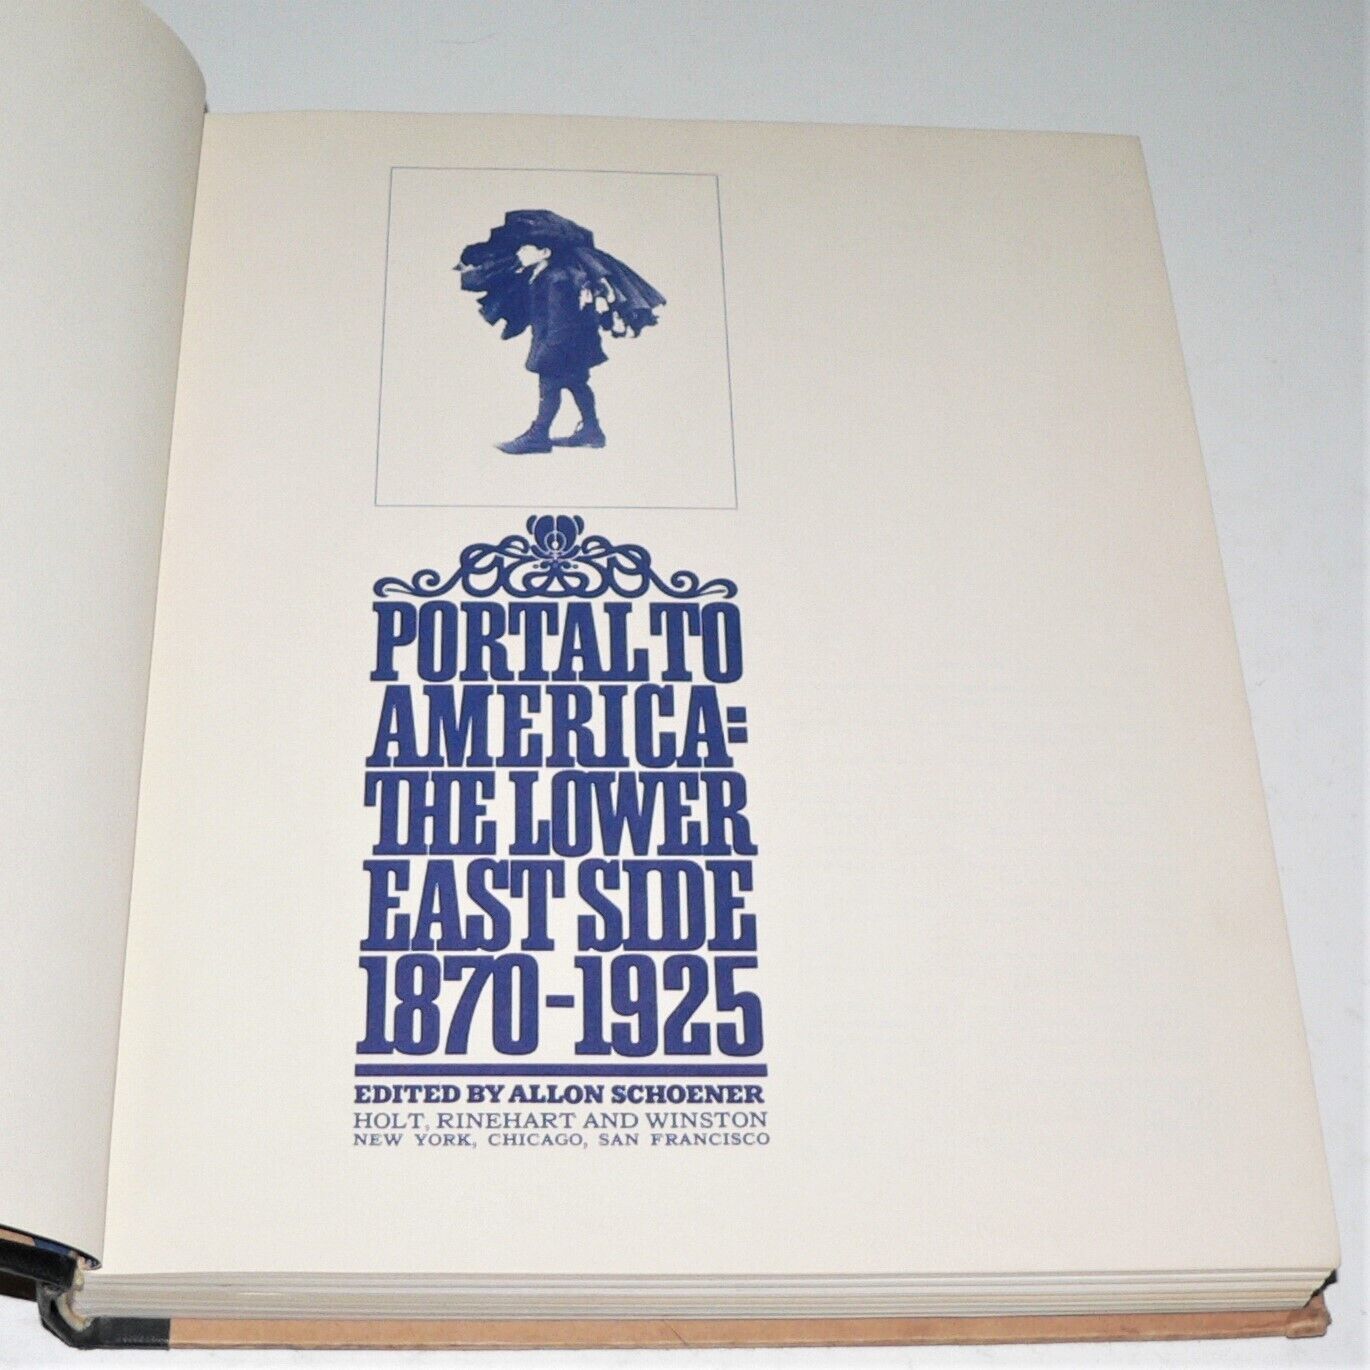 PORTAL TO
AMERICA:
THE LOWER
EAST SIDE
1870-1925
EDITED BY ALLON SCHOENER
HOLT, RINEHART AND WINSTON
NEW YORK, CHICAGO, SAN FRANCISCO